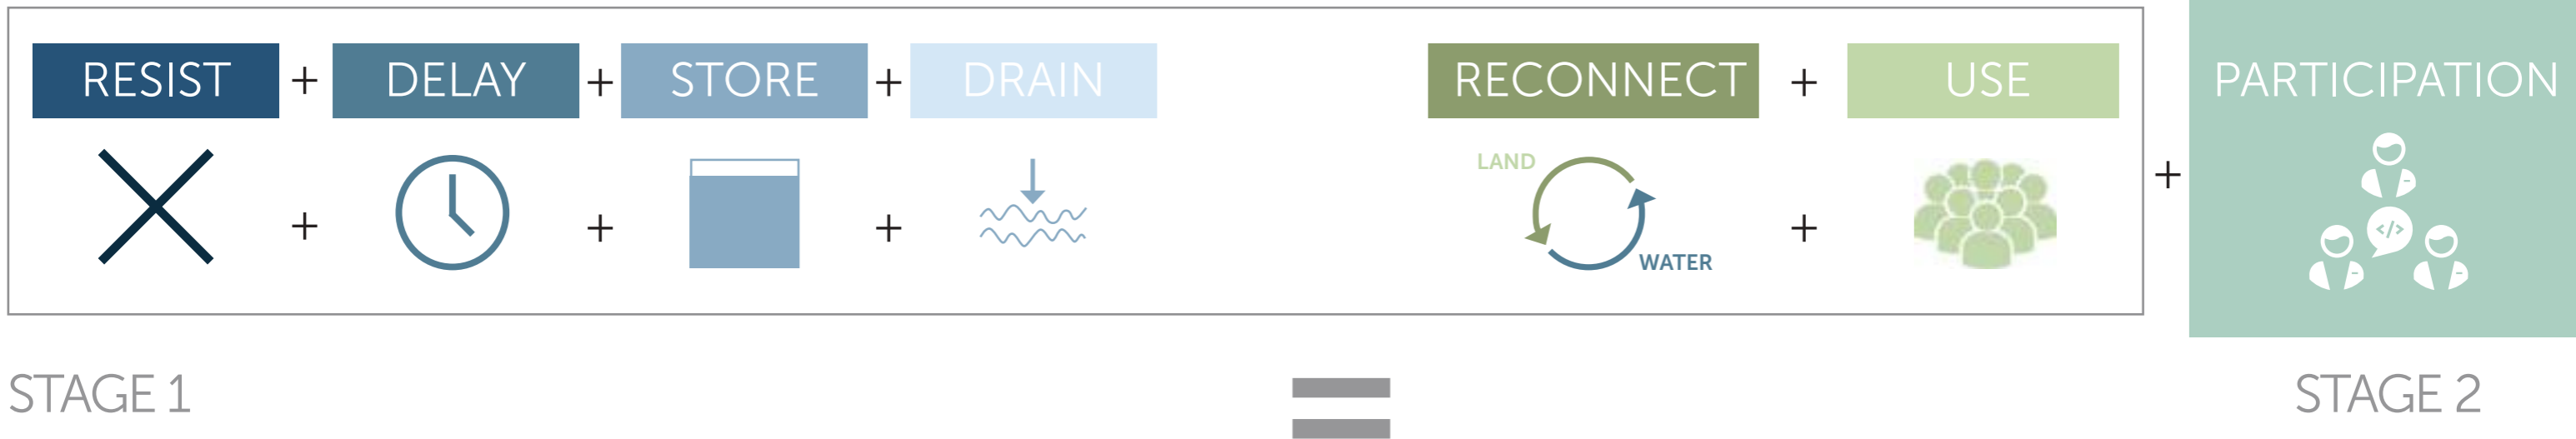 RESIST + DELAY + STORE + DRAIN RECONNECT + USE
PARTICIPATION
LAND
WATER
+ + + + +
</>
STAGE 1
=
STAGE 2